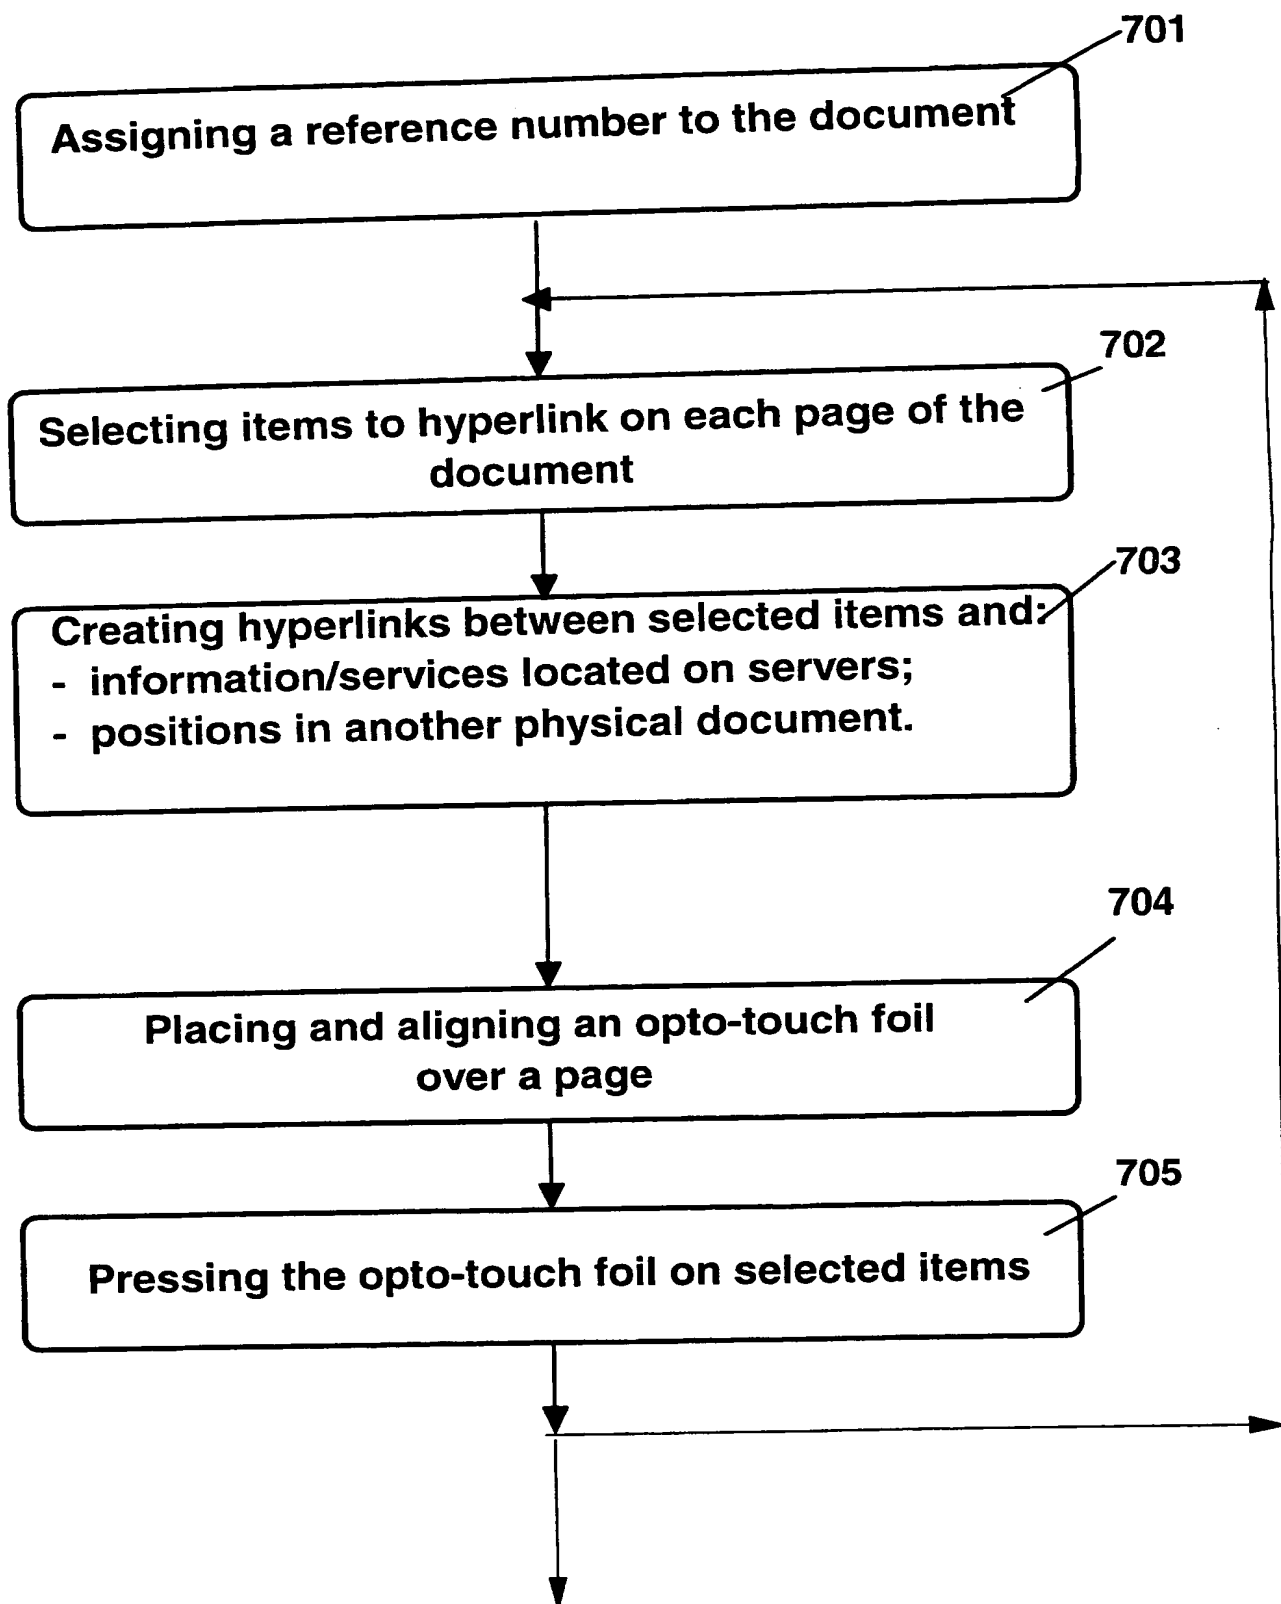 701
Assigning a reference number to the document
702
Selecting items to hyperlink on each page of the
document
703
Creating hyperlinks between selected items and:
- information/services located on servers;
- positions in another physical document.
704
Placing and aligning an opto-touch foil
over a page
705
Pressing the opto-touch foil on selected items